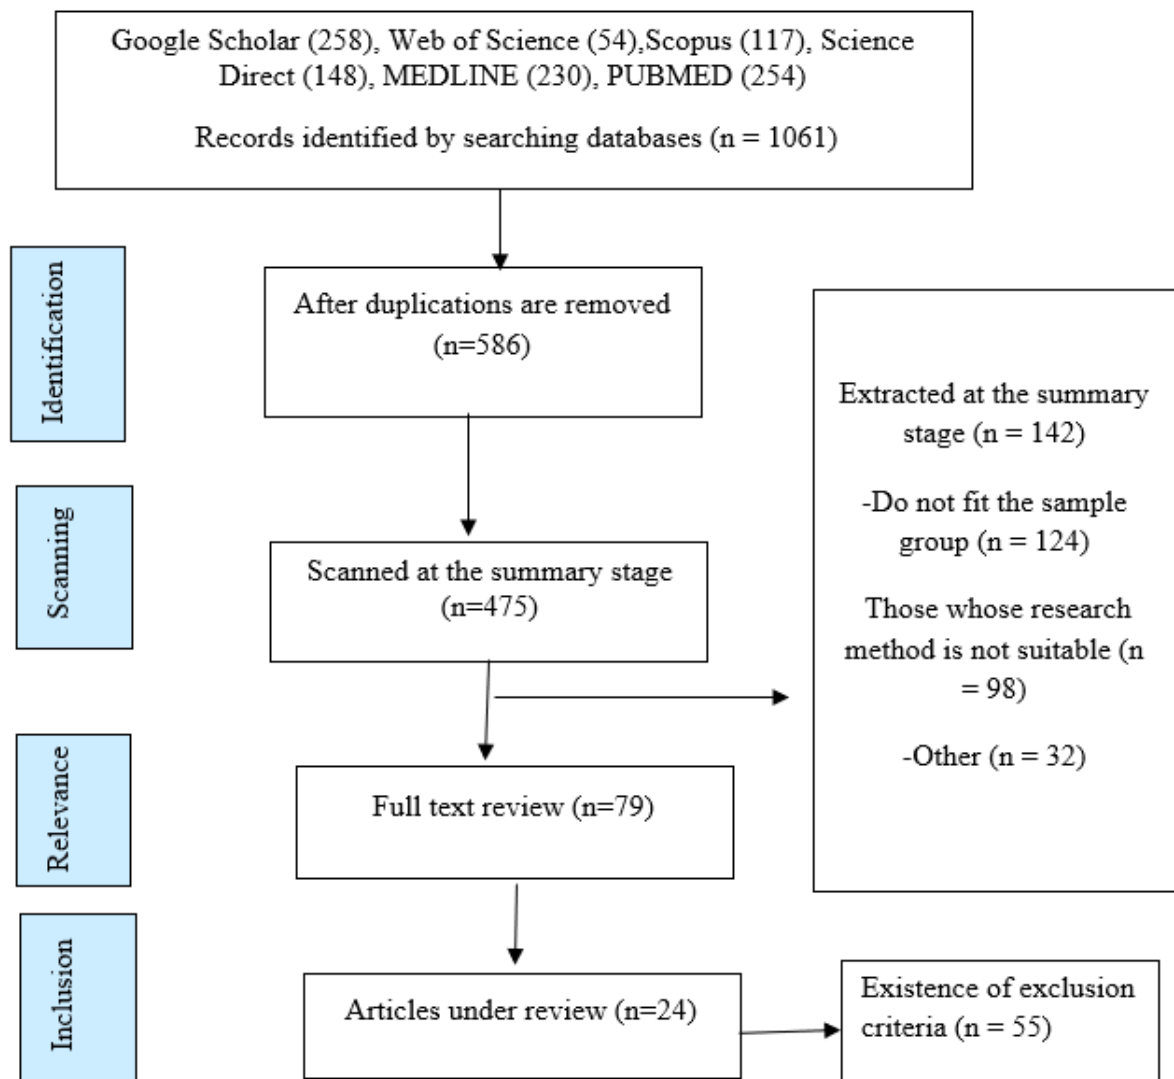 Google Scholar (258), Web of Science (54),Scopus (117), Science
Direct (148), MEDLINE (230), PUBMED (254)
Records identified by searching databases (n = 1061)
Identification
After duplications are removed
(n=586)
Extracted at the summary
stage (n = 142)
-Do not fit the sample
group (n = 124)
Those whose research
method is not suitable (n
= 98)
-Other (n = 32)
Scanning
Scanned at the summary stage
(n=475)
Relevance
Full text review (n=79)
Inclusion
Articles under review (n=24)
Existence of exclusion
criteria (n = 55)